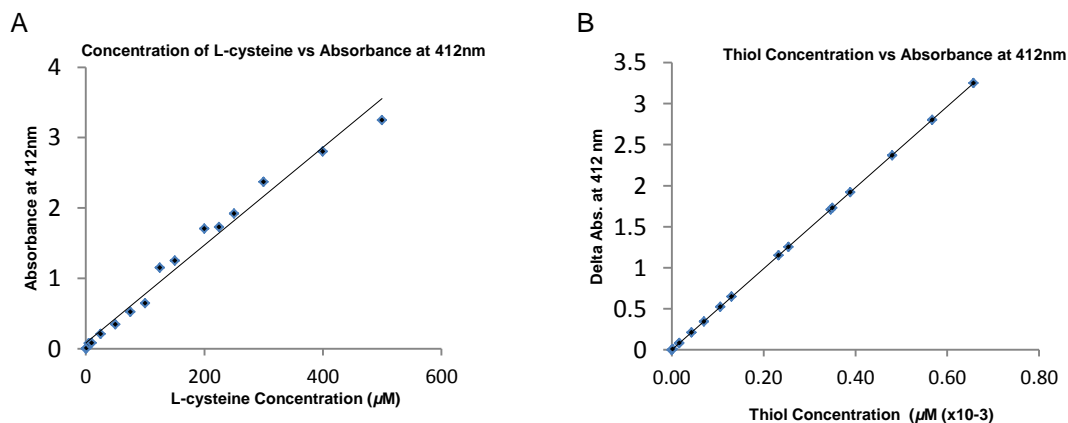 A
Concentration of L-cysteine vs Absorbance at 412nm
4
3
2
1
0
Absorbance at 412nm
0 200 400 600
L-cysteine Concentration (µM)
B
Thiol Concentration vs Absorbance at 412nm
3.5
3
2.5
2
1.5
1
0.5
0
Delta Abs. at 412 nm
0.00 0.20 0.40 0.60 0.80
Thiol Concentration (µM (x10-3)